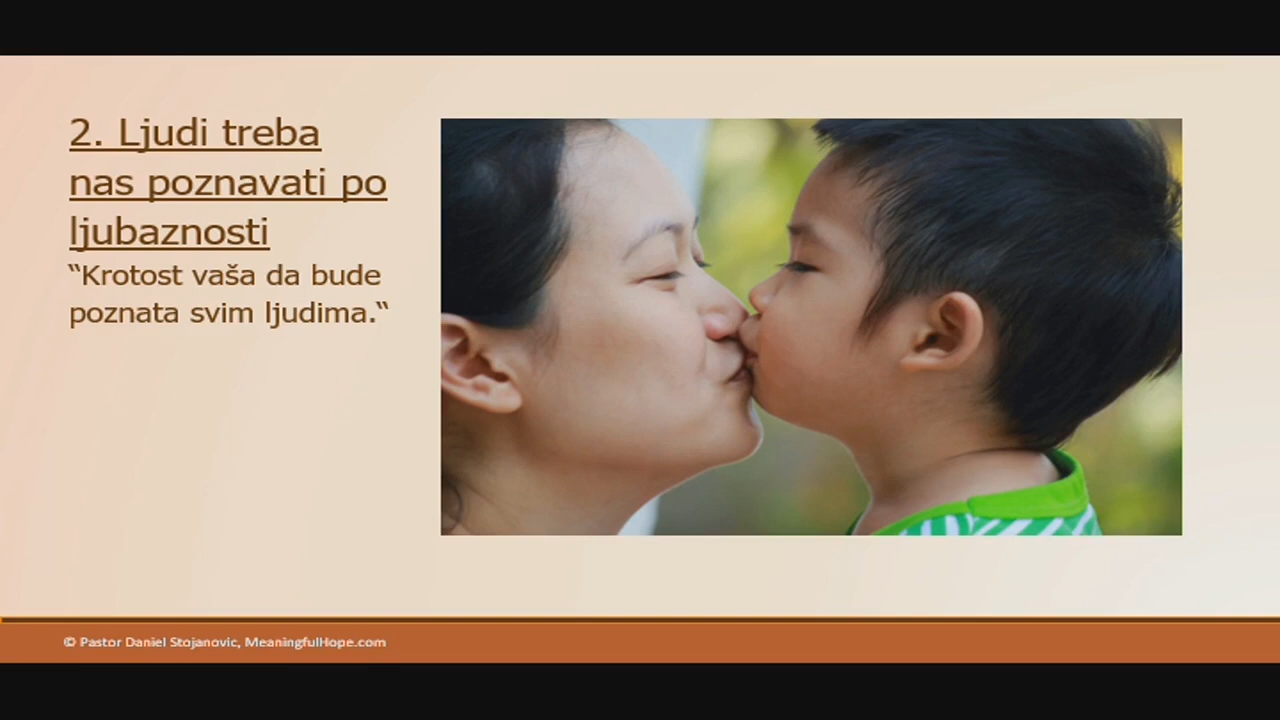 2. Ljudi treba
nas poznavati po
ljubaznosti
‟Krotost vaša da bude
poznata svim ljudima.‟
© Pastor Daniel Stojanovic, MeaningfulHope.com